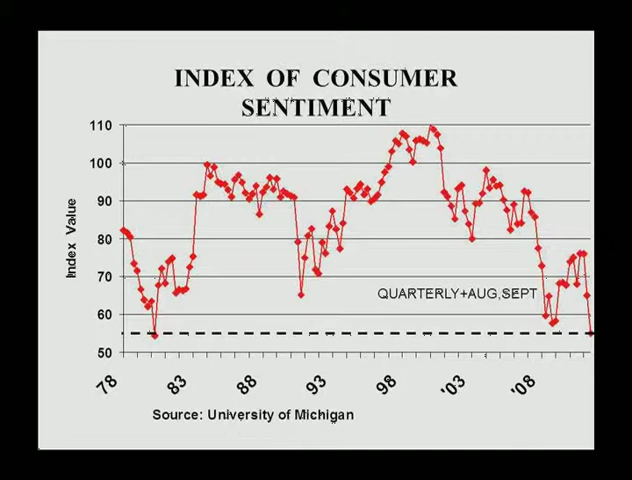 INDEX OF CONSUMER
SENTIMENT
110
100
90
80
70
60
50
Index Value
QUARTERLY+AUG,SEPT
78
'83
'88
'93
'98
'03
'08
Source: University of Michigan